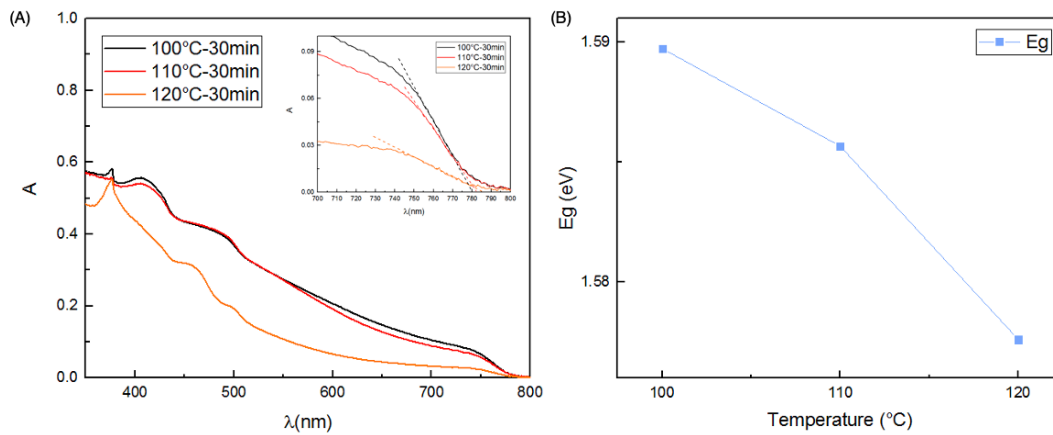 (A)
1.0
0.8
0.6
0.4
0.2
0.0
A
100°C-30min
110°C-30min
120°C-30min
400
500
600
700
800
λ(nm)
0.09
0.06
0.03
0.00
A
100°C-30min
110°C-30min
120°C-30min
700 710 720 730 740 750 760 770 780 790 800
λ(nm)
(B)
1.59
1.58
Eg (eV)
Eg
100
110
120
Temperature (°C)